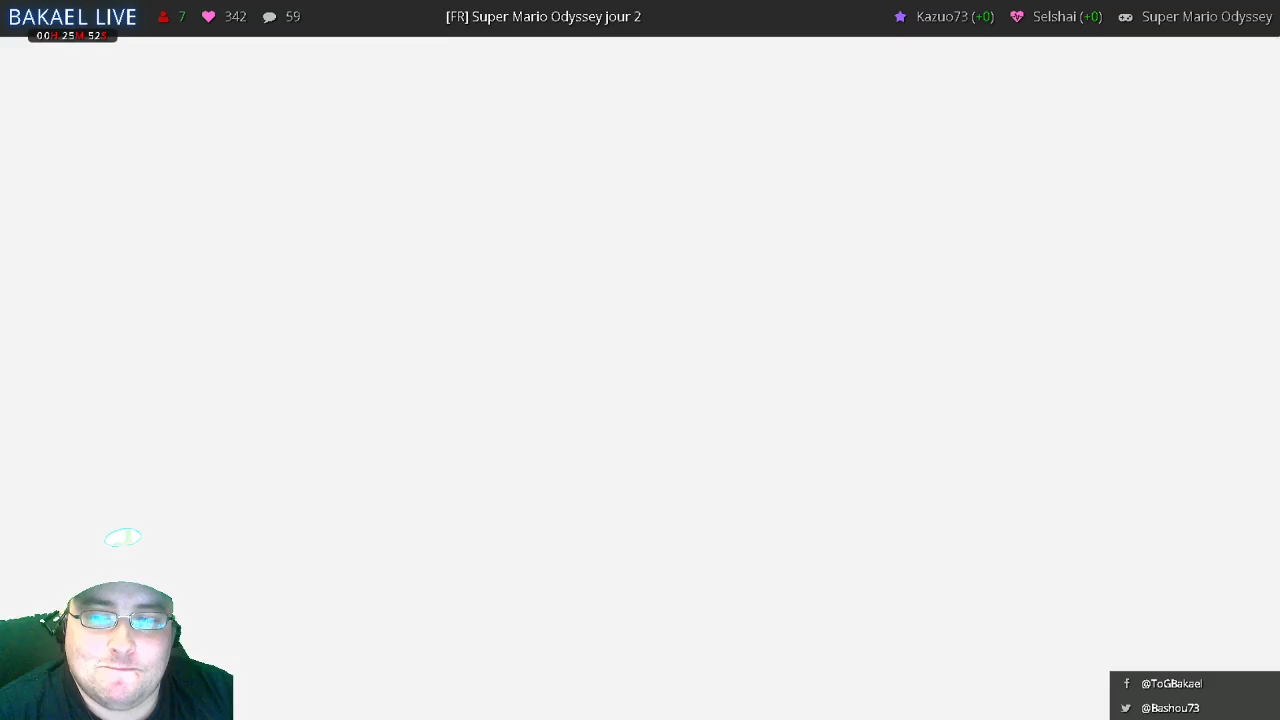 BAKAEL LIVE 7 342 59 [FR] Super Mario Odyssey jour 2 Kazuo73 (+0) Selshai (+0) Super Mario Odyssey
00H.25M.52S
@ToGBakael
@Bashou73